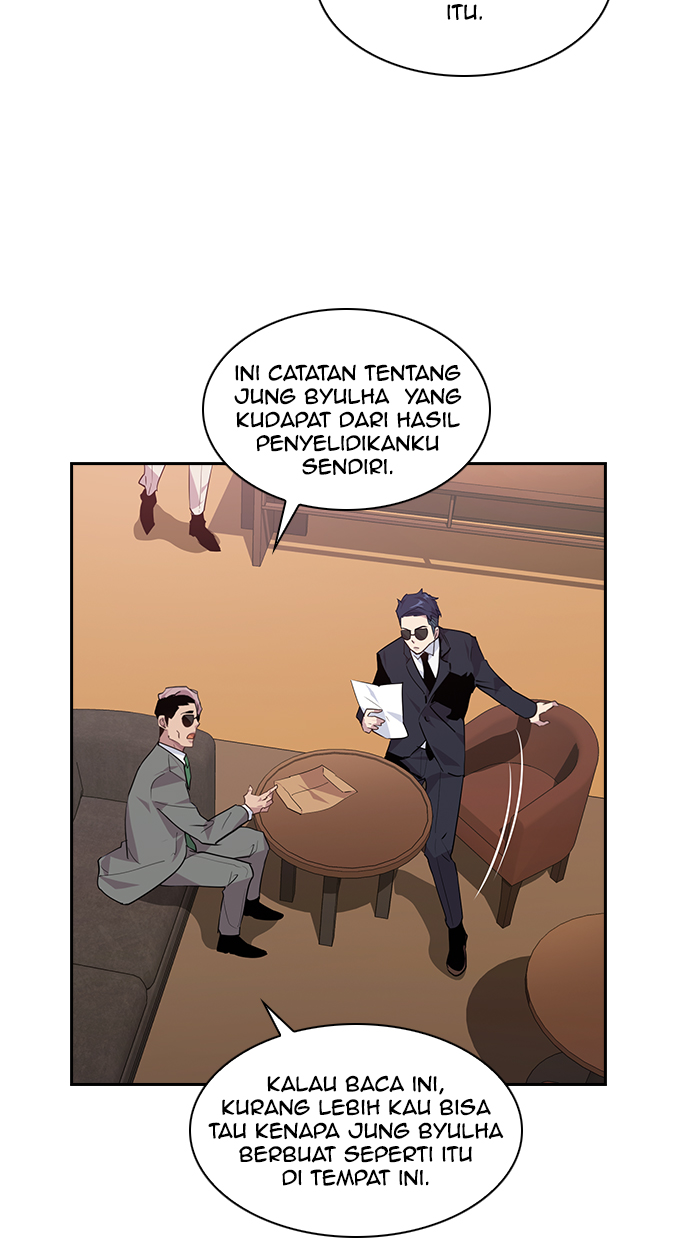 ITU.
INI CATATAN TENTANG
JUNG BYULHA YANG
KUDAPAT DARI HASIL
PENYELIDIKANKU
SENDIRI.
KALAU BACA INI,
KURANG LEBIH KAU BISA
TAU KENAPA JUNG BYULHA
BERBUAT SEPERTI ITU
DI TEMPAT INI.